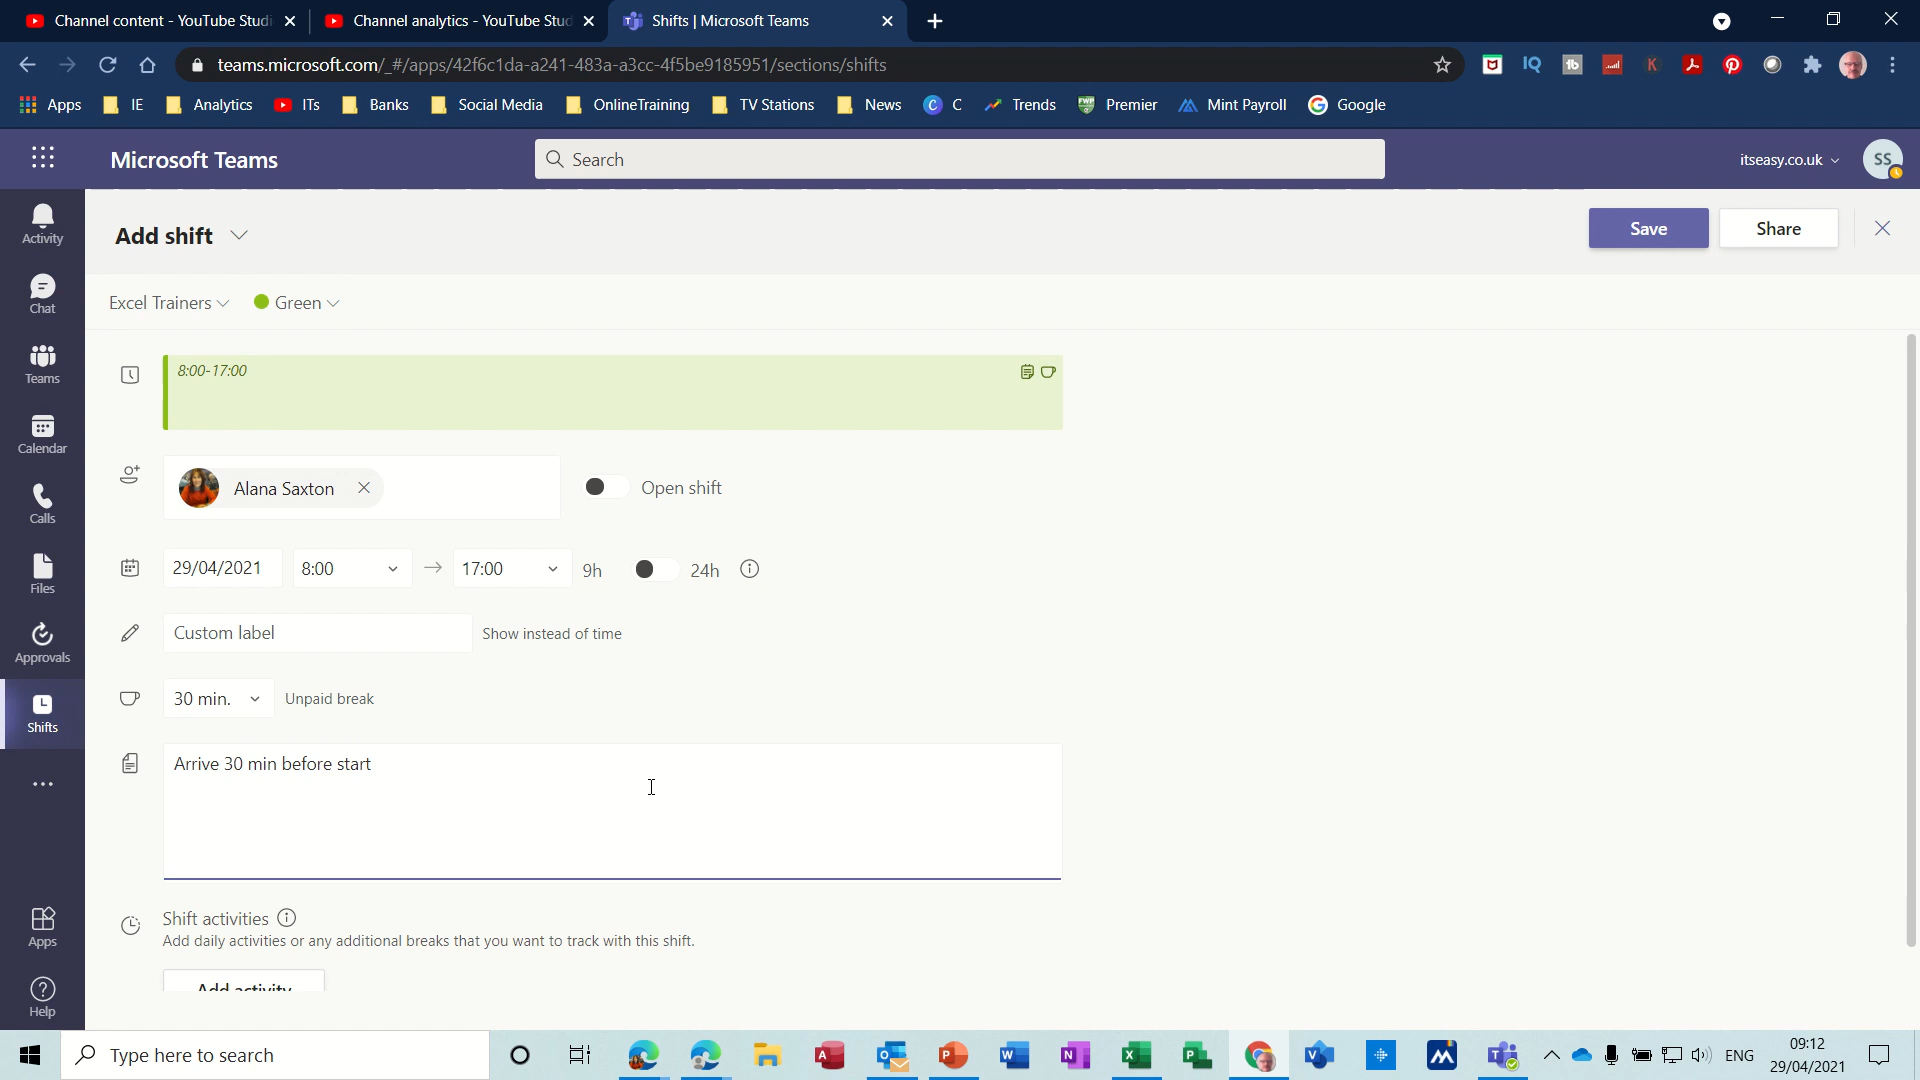 Channel content - YouTube Studi
Channel analytics - YouTube Stud
Shifts | Microsoft Teams
teams.microsoft.com/_#/apps/42f6c1da-a241-483a-a3cc-4f5be9185951/sections/shifts
Apps
IE
Analytics
ITs
Banks
Social Media
OnlineTraining
TV Stations
News
C
Trends
Premier
Mint Payroll
Google
Microsoft Teams
Search
itseasy.co.uk
SS
Activity
Chat
Teams
Calendar
Calls
Files
Approvals
Shifts
Apps
Help
Add shift
Save
Share
Excel Trainers
Green
8:00-17:00
Alana Saxton
Open shift
29/04/2021
8:00
17:00
9h
24h
Custom label
Show instead of time
30 min.
Unpaid break
Arrive 30 min before start
Shift activities
Add daily activities or any additional breaks that you want to track with this shift.
Add activity
Type here to search
ENG
09:12
29/04/2021